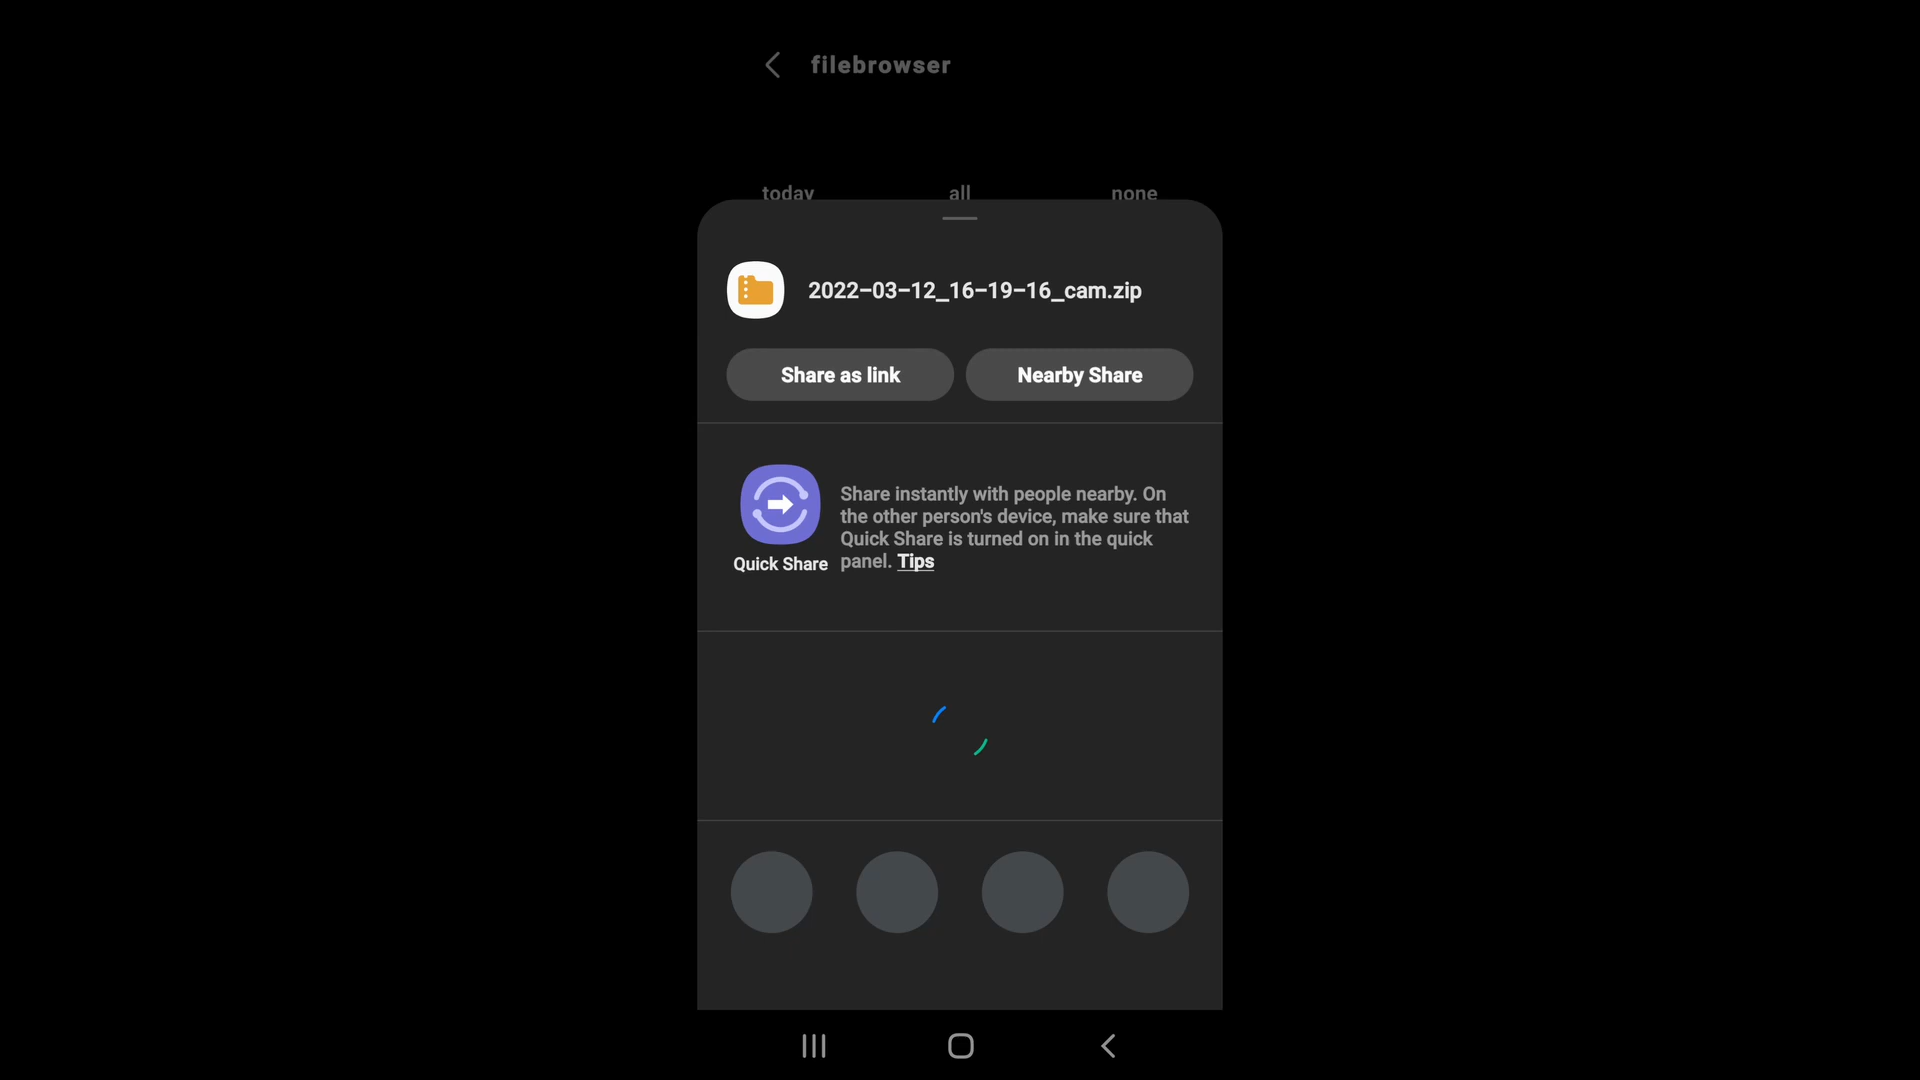 filebrowser
today all none
2022-03-12_16-19-16_cam.zip
Share as link Nearby Share
Share instantly with people nearby. On
the other person's device, make sure that
Quick Share is turned on in the quick
panel. Tips
Quick Share